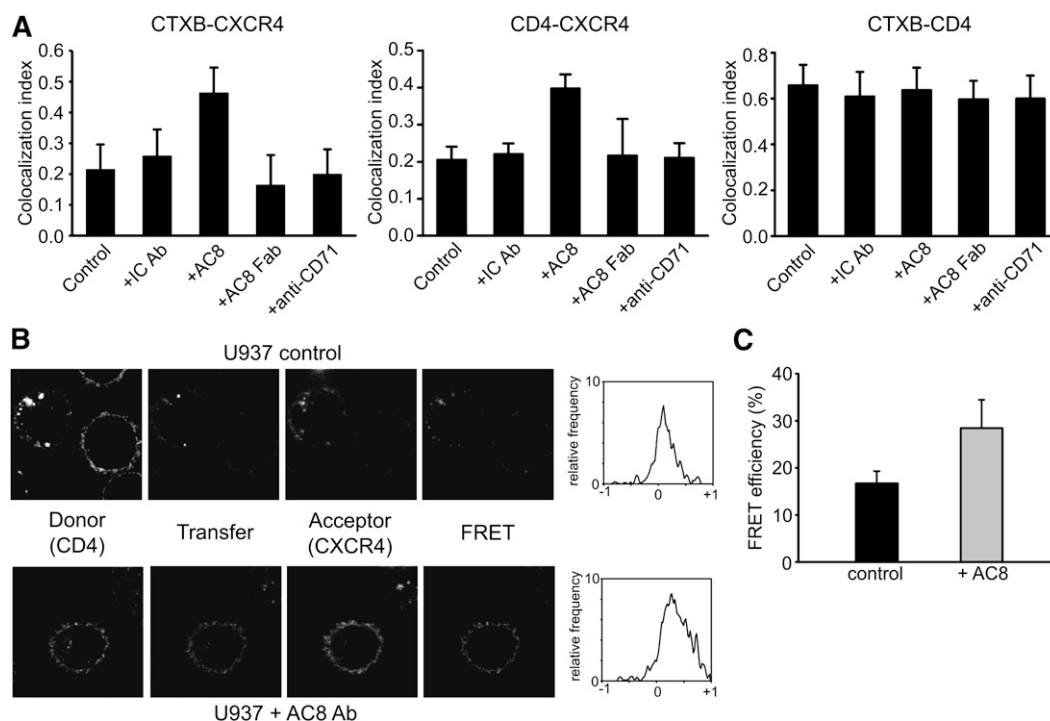 A
CTXB-CXCR4
Colocalization index
0.6
0.5
0.4
0.3
0.2
0.1
0.0
Control
+IC Ab
+AC8
+AC8 Fab
+anti-CD71
CD4-CXCR4
Colocalization index
0.5
0.4
0.3
0.2
0.1
0.0
Control
+IC Ab
+AC8
+AC8 Fab
+anti-CD71
CTXB-CD4
Colocalization index
0.8
0.6
0.4
0.2
0.0
Control
+IC Ab
+AC8
+AC8 Fab
+anti-CD71
B
U937 control
relative frequency
10
0
-1 0 +1
Donor
(CD4)
Transfer
Acceptor
(CXCR4)
FRET
relative frequency
10
0
-1 0 +1
U937 + AC8 Ab
C
FRET efficiency (%)
40
30
20
10
0
control
+ AC8